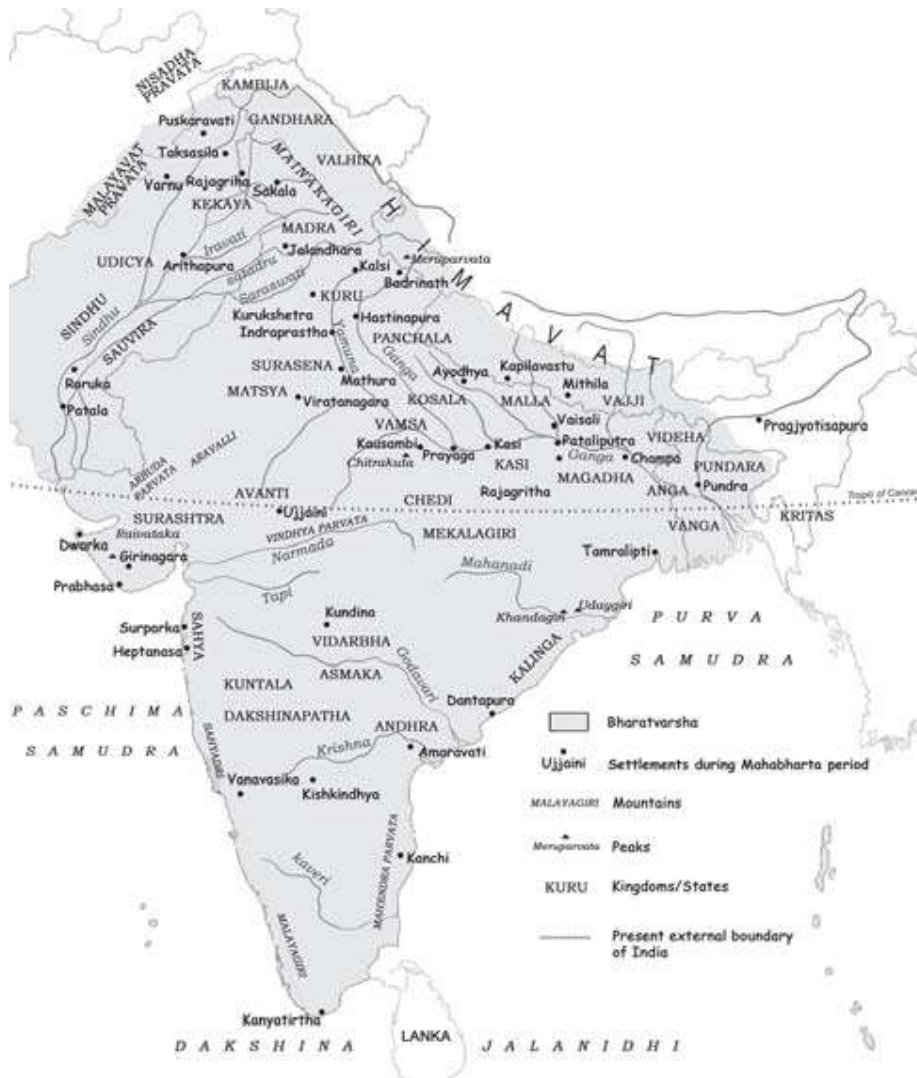 NISADHA
PRAVATA
KAMBIJA
Puskaravati
GANDHARA
Taksasila
MAINAKAGIRI
VALHIKA
MALAYAVAT
PRAVATA
Varnu
Rajagriha
Sakala
KEKAYA
HIMAVAT
MADRA
Iravati
Jalandhara
UDICYA
Arithapura
Meruparvata
Kalsi
Badrinath
Saraswati
SINDHU
Sindhu
SAUVIRA
KURU
Kurukshetra
Hastinapura
Indraprastha
Yamuna
Ganga
PANCHALA
SURASENA
Mathura
Ayodhya
Kapilavastu
Mithila
Roruka
MATSYA
Viratanagara
KOSALA
MALLA
VAJJI
Patala
Pragjyotisapura
VAMSA
Vaisali
Kausambi
Pataliputra
VIDEHA
Chitrakuta
Prayaga
Kasi
Ganga
Champa
KASI
MAGADHA
PUNDARA
ARBUDA
PARVATA
ARAVALLI
Rajagritha
ANGA
Pundra
AVANTI
CHEDI
Tropic of Cancer
SURASHTRA
Ujjaini
VANGA
KRITAS
Raivataka
VINDHYA PARVATA
MEKALAGIRI
Dwarka
Girinagara
Narmada
Tamralipti
Prabhasa
Tapi
Mahanadi
Khandagiri
Udaygiri
Kundina
PURVA
SAMUDRA
Surparka
SAHYA
VIDARBHA
KALINGA
Heptanasa
ASMAKA
Godavari
KUNTALA
Dantapura
PASCHIMA
SAMUDRA
DAKSHINAPATHA
ANDHRA
Bharatvarsha
SAHYADIRI
Krishna
Amaravati
Ujjaini Settlements during Mahabharta period
Vanavasika
Kishkindhya
MALAYAGIRI Mountains
Meruparvata Peaks
MAHENDRA PARVATA
Kanchi
kaveri
KURU Kingdoms/States
Present external boundary
of India
MALAYAGIRI
Kanyatirtha
LANKA
DAKSHINA JALANIDHI